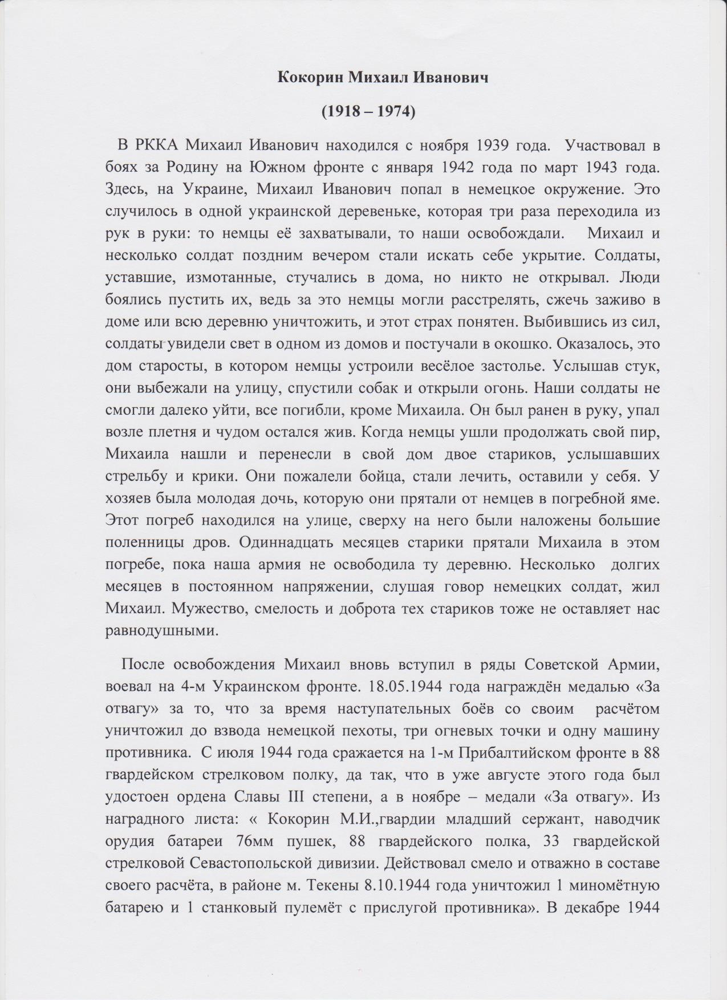 Кокорин Михаил Иванович
(1918 – 1974)
В РККА Михаил Иванович находился с ноября 1939 года. Участвовал в
боях за Родину на Южном фронте с января 1942 года по март 1943 года.
Здесь, на Украине, Михаил Иванович попал в немецкое окружение. Это
случилось в одной украинской деревеньке, которая три раза переходила из
рук в руки: то немцы её захватывали, то наши освобождали. Михаил и
несколько солдат поздним вечером стали искать себе укрытие. Солдаты,
уставшие, измотанные, стучались в дома, но никто не открывал. Люди
боялись пустить их, ведь за это немцы могли расстрелять, сжечь заживо в
доме или всю деревню уничтожить, и этот страх понятен. Выбившись из сил,
солдаты увидели свет в одном из домов и постучали в окошко. Оказалось, это
дом старосты, в котором немцы устроили весёлое застолье. Услышав стук,
они выбежали на улицу, спустили собак и открыли огонь. Наши солдаты не
смогли далеко уйти, все погибли, кроме Михаила. Он был ранен в руку, упал
возле плетня и чудом остался жив. Когда немцы ушли продолжать свой пир,
Михаила нашли и перенесли в свой дом двое стариков, услышавших
стрельбу и крики. Они пожалели бойца, стали лечить, оставили у себя. У
хозяев была молодая дочь, которую они прятали от немцев в погребной яме.
Этот погреб находился на улице, сверху на него были наложены большие
поленницы дров. Одиннадцать месяцев старики прятали Михаила в этом
погребе, пока наша армия не освободила ту деревню. Несколько долгих
месяцев в постоянном напряжении, слушая говор немецких солдат, жил
Михаил. Мужество, смелость и доброта тех стариков тоже не оставляет нас
равнодушными.
После освобождения Михаил вновь вступил в ряды Советской Армии,
воевал на 4-м Украинском фронте. 18.05.1944 года награждён медалью «За
отвагу» за то, что за время наступательных боёв со своим расчётом
уничтожил до взвода немецкой пехоты, три огневых точки и одну машину
противника. С июля 1944 года сражается на 1-м Прибалтийском фронте в 88
гвардейском стрелковом полку, да так, что в уже августе этого года был
удостоен ордена Славы III степени, а в ноябре – медали «За отвагу». Из
наградного листа: « Кокорин М.И.,гвардии младший сержант, наводчик
орудия батареи 76мм пушек, 88 гвардейского полка, 33 гвардейской
стрелковой Севастопольской дивизии. Действовал смело и отважно в составе
своего расчёта, в районе м. Текены 8.10.1944 года уничтожил 1 миномётную
батарею и 1 станковый пулемёт с прислугой противника». В декабре 1944